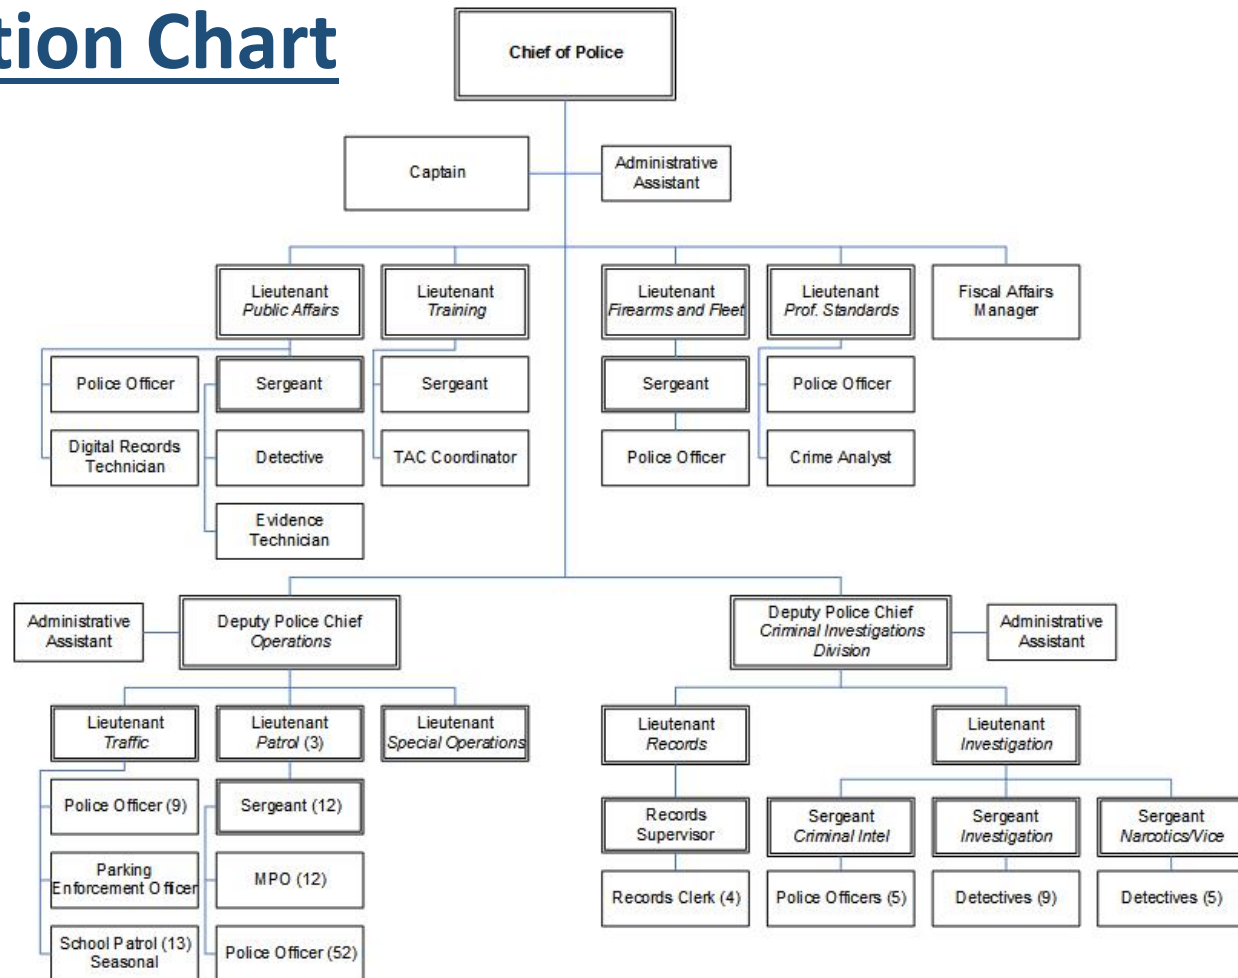 tion Chart
Chief of Police
Captain
Administrative
Assistant
Lieutenant
Public Affairs
Lieutenant
Training
Lieutenant
Firearms and Fleet
Lieutenant
Prof. Standards
Fiscal Affairs
Manager
Police Officer
Sergeant
Sergeant
Sergeant
Police Officer
Digital Records
Technician
Detective
TAC Coordinator
Police Officer
Crime Analyst
Evidence
Technician
Administrative
Assistant
Deputy Police Chief
Operations
Deputy Police Chief
Criminal Investigations
Division
Administrative
Assistant
Lieutenant
Traffic
Lieutenant
Patrol (3)
Lieutenant
Special Operations
Lieutenant
Records
Lieutenant
Investigation
Police Officer (9)
Sergeant (12)
Records
Supervisor
Sergeant
Criminal Intel
Sergeant
Investigation
Sergeant
Narcotics/Vice
Parking
Enforcement Officer
MPO (12)
Records Clerk (4)
Police Officers (5)
Detectives (9)
Detectives (5)
School Patrol (13)
Seasonal
Police Officer (52)